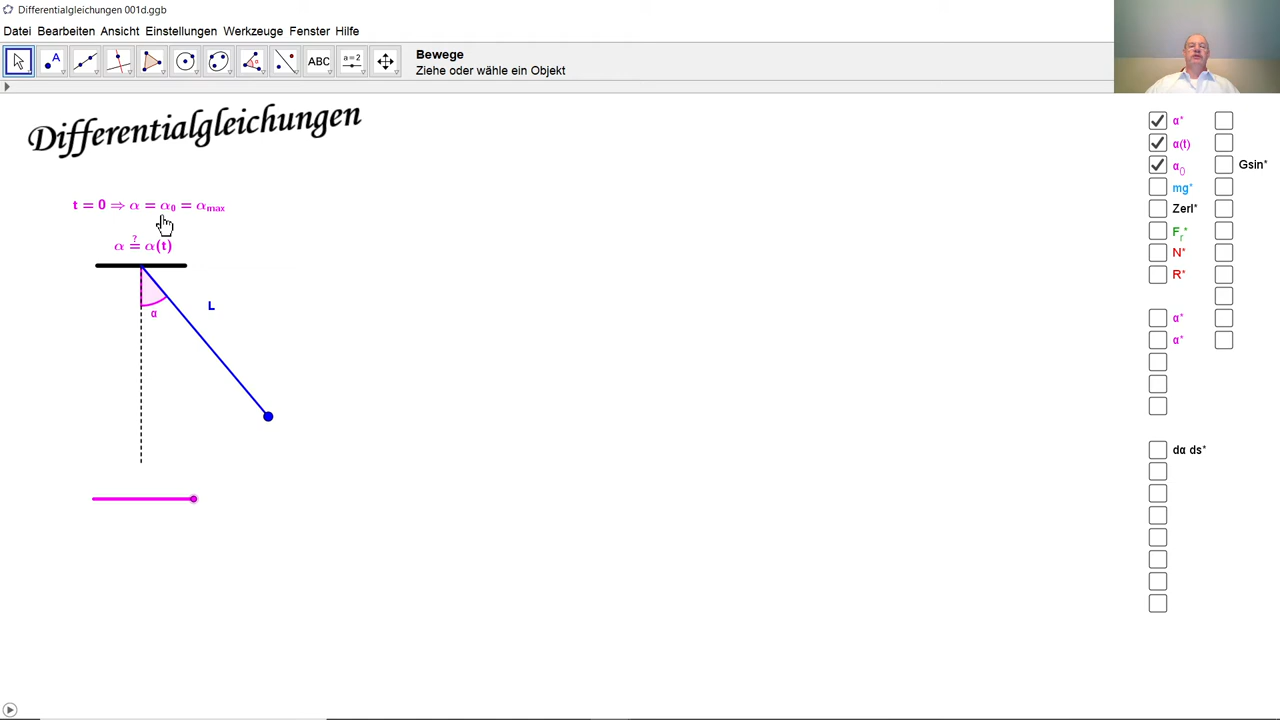 Differentialgleichungen 001d.ggb
Datei Bearbeiten Ansicht Einstellungen Werkzeuge Fenster Hilfe
A
ABC
a=2
Bewege
Ziehe oder wähle ein Objekt
Differentialgleichungen
t = 0 ⇒ α = α₀ = αmax
α ≟ α(t)
α
L
α*
α(t)
α₀
Gsin*
mg*
Zerl*
Fr*
N*
R*
α*
α*
dα ds*